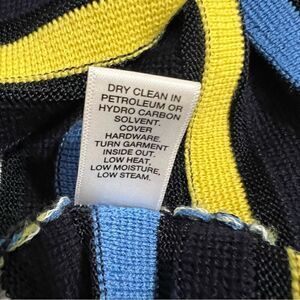 DRY CLEAN IN
PETROLEUM OR
HYDRO CARBON
SOLVENT.
COVER
HARDWARE.
TURN GARMENT
INSIDE OUT.
LOW HEAT,
LOW MOISTURE,
LOW STEAM.